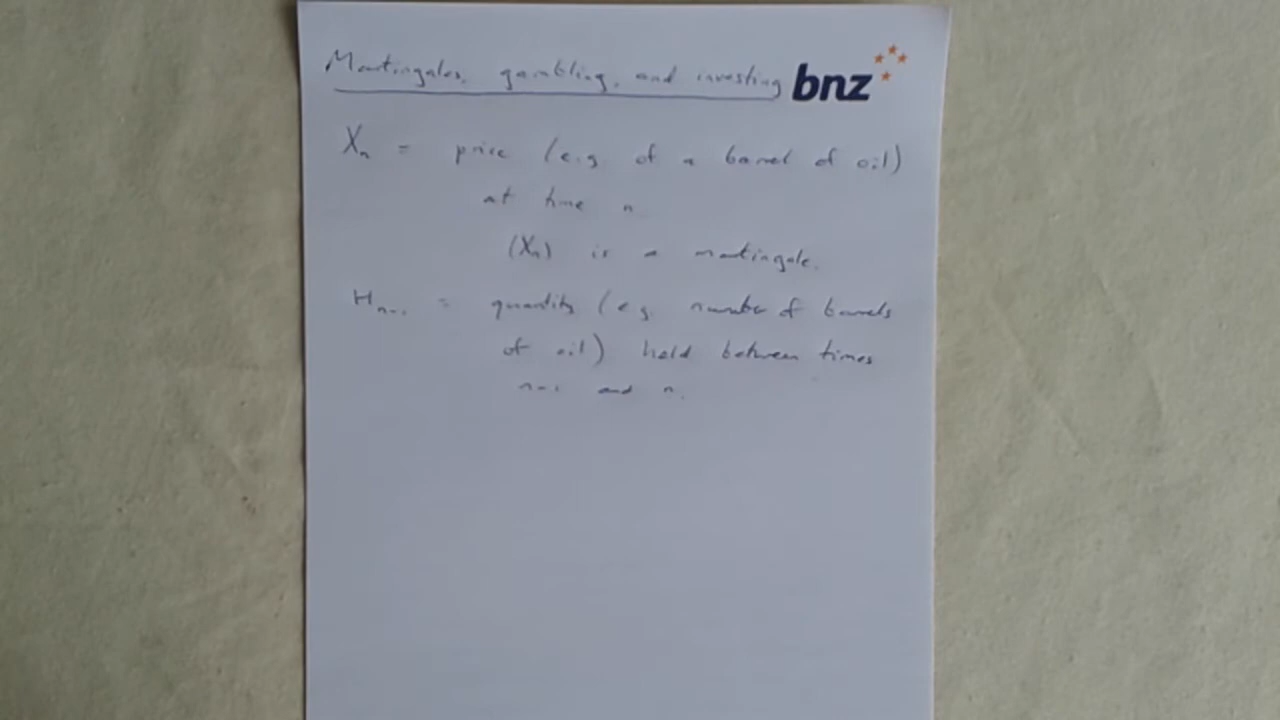 Martingales, gambling, and investing
bnz
Xₙ = price (e.g. of a barrel of oil)
at time n.
(Xₙ) is a martingale.
Hₙ₋₁ = quantity (e.g. number of barrels
of oil) held between times
n-1 and n.